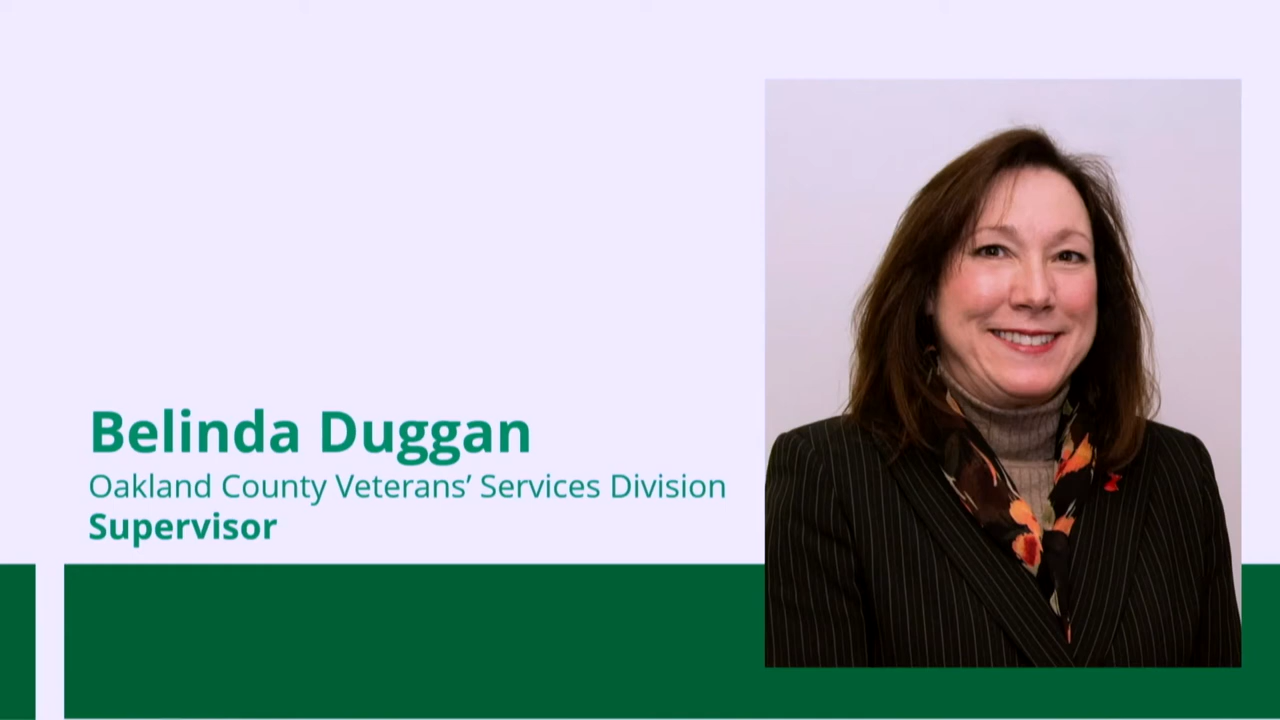 Belinda Duggan
Oakland County Veterans’ Services Division
Supervisor